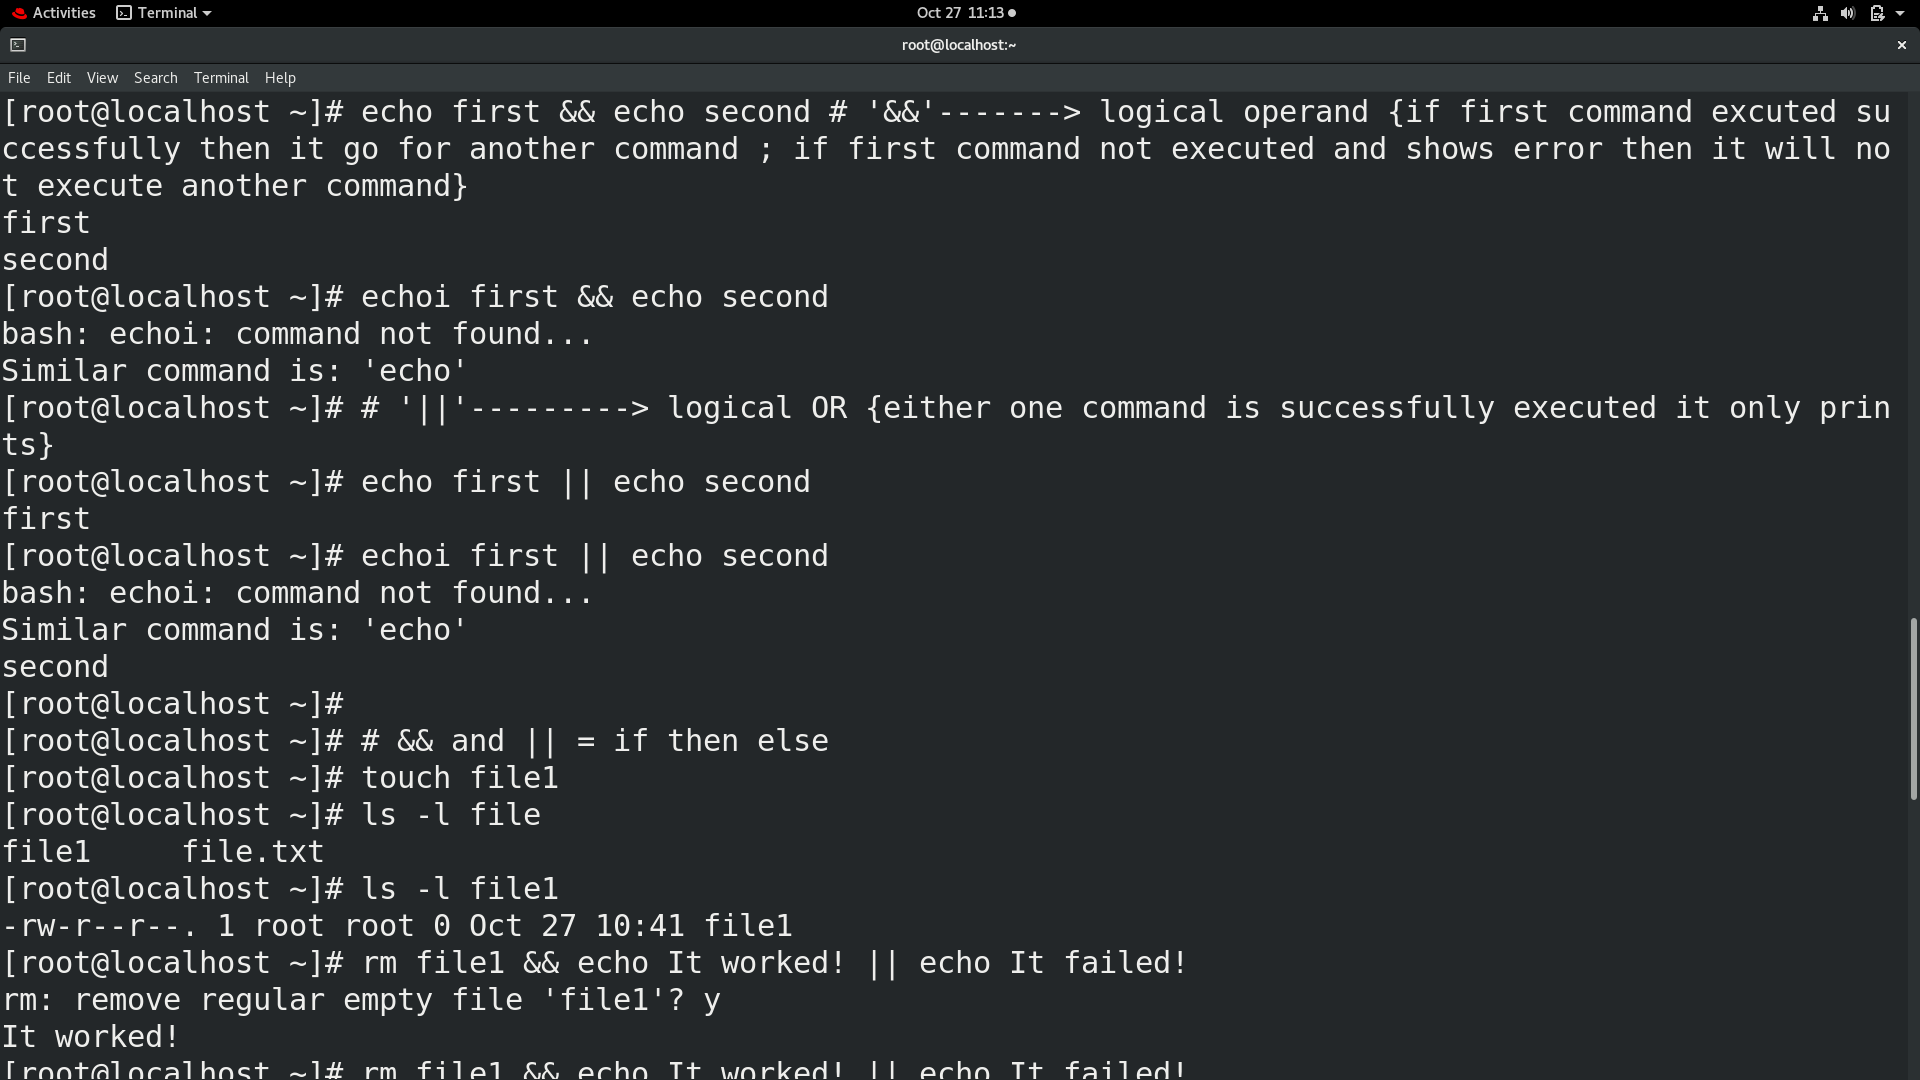 Activities Terminal Oct 27 11:13
root@localhost:~
File Edit View Search Terminal Help
[root@localhost ~]# echo first && echo second # '&&'-------> logical operand {if first command excuted su
ccessfully then it go for another command ; if first command not executed and shows error then it will no
t execute another command}
first
second
[root@localhost ~]# echoi first && echo second
bash: echoi: command not found...
Similar command is: 'echo'
[root@localhost ~]# # '||'---------> logical OR {either one command is successfully executed it only prin
ts}
[root@localhost ~]# echo first || echo second
first
[root@localhost ~]# echoi first || echo second
bash: echoi: command not found...
Similar command is: 'echo'
second
[root@localhost ~]#
[root@localhost ~]# # && and || = if then else
[root@localhost ~]# touch file1
[root@localhost ~]# ls -l file
file1     file.txt
[root@localhost ~]# ls -l file1
-rw-r--r--. 1 root root 0 Oct 27 10:41 file1
[root@localhost ~]# rm file1 && echo It worked! || echo It failed!
rm: remove regular empty file 'file1'? y
It worked!
[root@localhost ~]# rm file1 && echo It worked! || echo It failed!